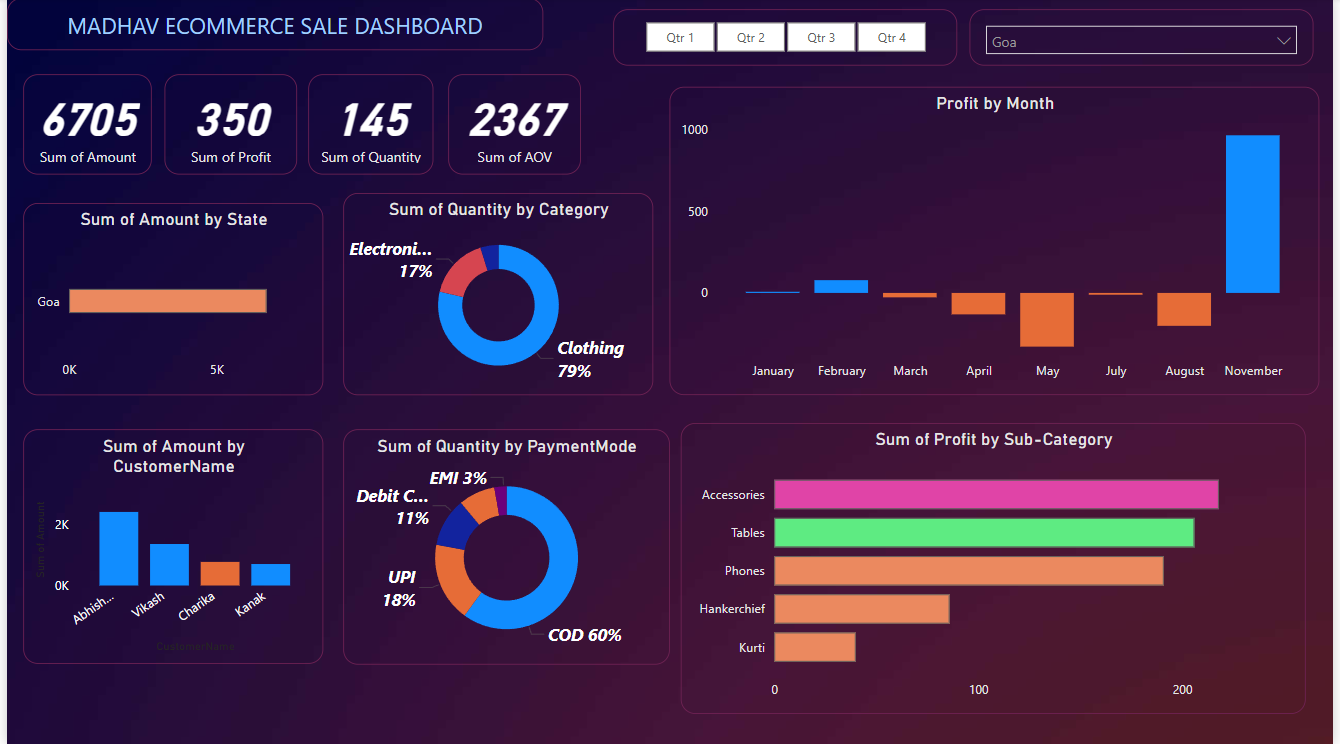 MADHAV ECOMMERCE SALE DASHBOARD
Qtr 1
Qtr 2
Qtr 3
Qtr 4
Goa
6705
Sum of Amount
350
Sum of Profit
145
Sum of Quantity
2367
Sum of AOV
Sum of Amount by State
Goa
0K
5K
Sum of Quantity by Category
Electroni...
17%
Clothing
79%
Profit by Month
1000
500
0
January
February
March
April
May
July
August
November
Sum of Amount by
CustomerName
Sum of Amount
2K
0K
Abhish...
Vikash
Charika
Kanak
CustomerName
Sum of Quantity by PaymentMode
EMI 3%
Debit C...
11%
UPI
18%
COD 60%
Sum of Profit by Sub-Category
Accessories
Tables
Phones
Hankerchief
Kurti
0
100
200